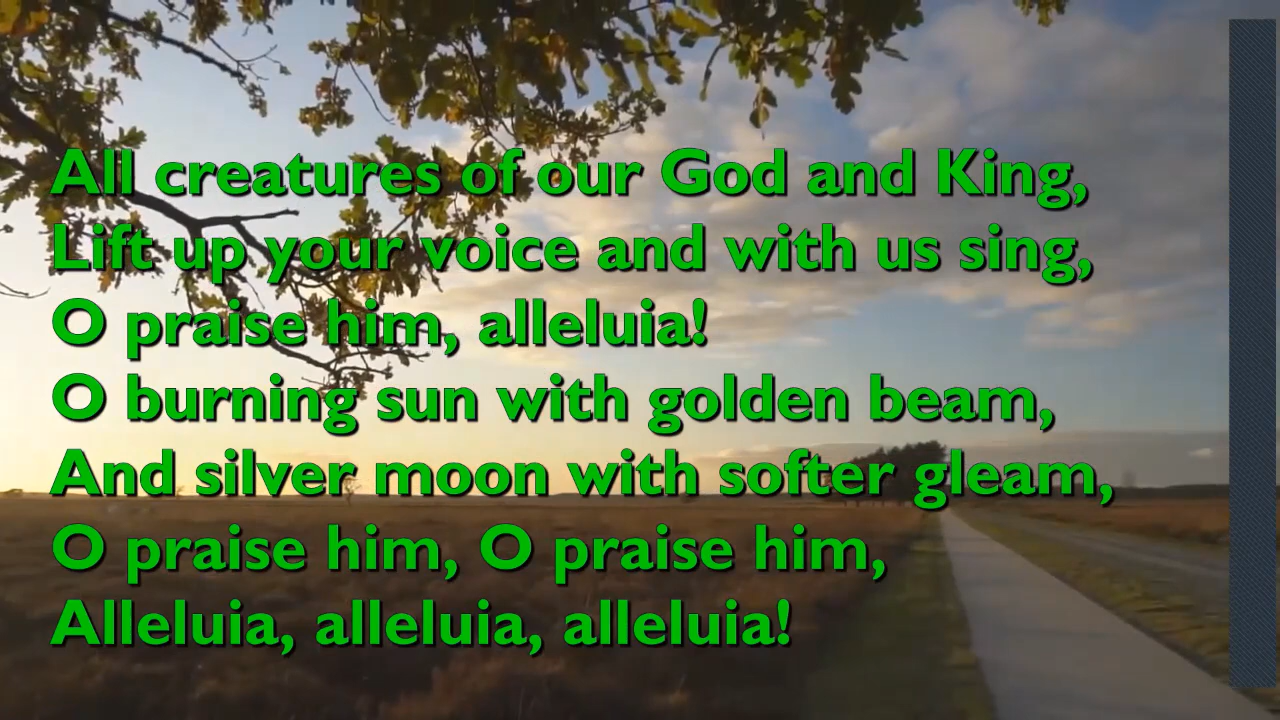 All creatures of our God and King,
Lift up your voice and with us sing,
O praise him, alleluia!
O burning sun with golden beam,
And silver moon with softer gleam,
O praise him, O praise him,
Alleluia, alleluia, alleluia!